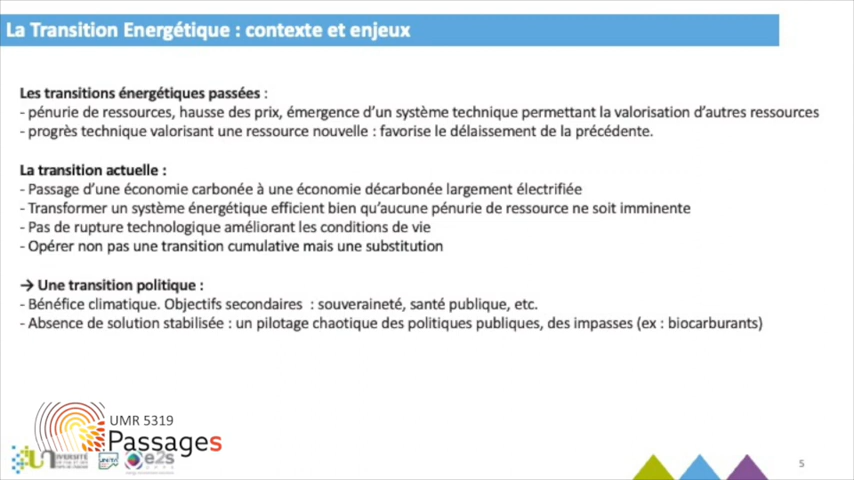 La Transition Energétique : contexte et enjeux
Les transitions énergétiques passées :
- pénurie de ressources, hausse des prix, émergence d'un système technique permettant la valorisation d'autres ressources
- progrès technique valorisant une ressource nouvelle : favorise le délaissement de la précédente.
La transition actuelle :
- Passage d'une économie carbonée à une économie décarbonée largement électrifiée
- Transformer un système énergétique efficient bien qu'aucune pénurie de ressource ne soit imminente
- Pas de rupture technologique améliorant les conditions de vie
- Opérer non pas une transition cumulative mais une substitution
→ Une transition politique :
- Bénéfice climatique. Objectifs secondaires : souveraineté, santé publique, etc.
- Absence de solution stabilisée : un pilotage chaotique des politiques publiques, des impasses (ex : biocarburants)
UMR 5319
Passages
UNIVERSITÉ
e2s
5